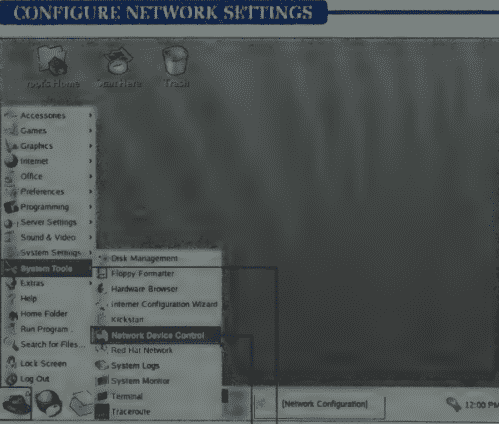 CONFIGURE NETWORK SETTINGS
root's Home
Start Here
Trash
Accessories
Games
Graphics
Internet
Office
Preferences
Programming
Server Settings
Sound & Video
System Settings
System Tools
Extras
Help
Home Folder
Run Program...
Search for Files...
Lock Screen
Log Out
Disk Management
Floppy Formatter
Hardware Browser
Internet Configuration Wizard
Kickstart
Network Device Control
Red Hat Network
System Logs
System Monitor
Terminal
Traceroute
[Network Configuration]
12:00 PM